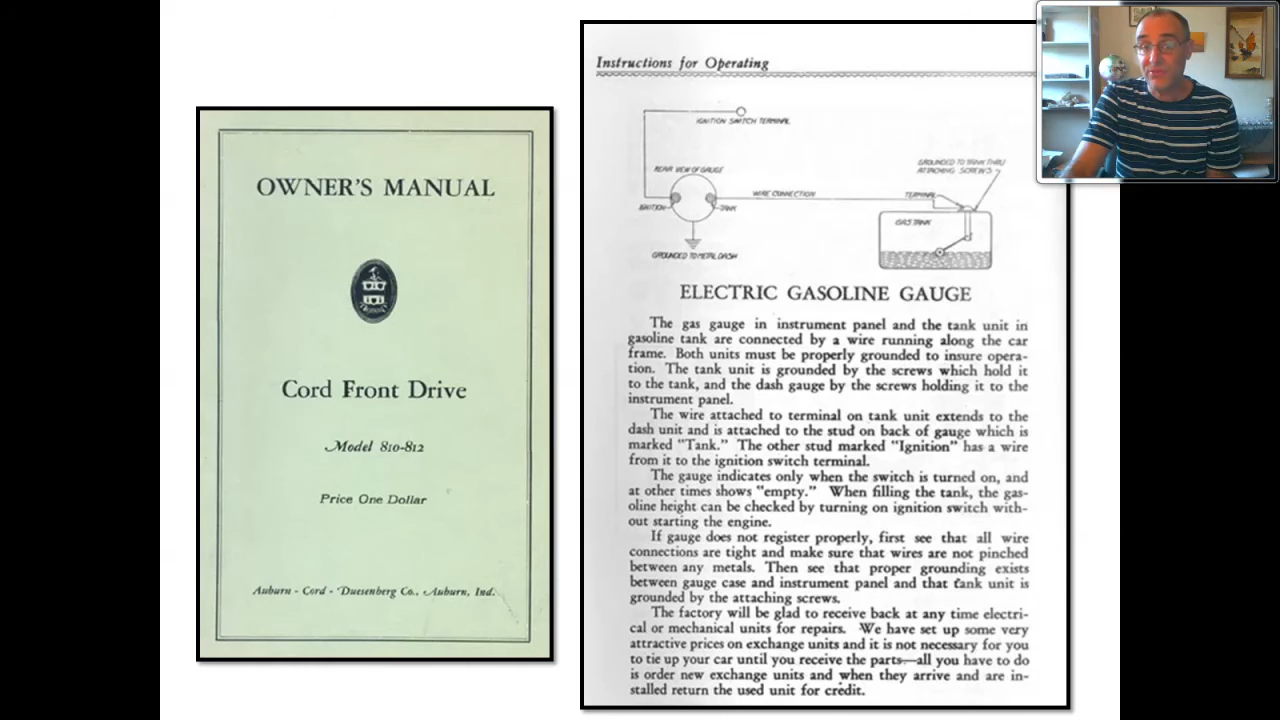 OWNER'S MANUAL
Cord Front Drive
Model 810-812
Price One Dollar
Auburn - Cord - Duesenberg Co., Auburn, Ind.
Instructions for Operating
IGNITION SWITCH TERMINAL
REAR VIEW OF GAUGE
GROUNDED TO TANK THRU
ATTACHING SCREWS
WIRE CONNECTION
TERMINAL
IGNITION
TANK
GAS TANK
GROUNDED TO METAL DASH
ELECTRIC GASOLINE GAUGE
The gas gauge in instrument panel and the tank unit in
gasoline tank are connected by a wire running along the car
frame. Both units must be properly grounded to insure opera-
tion. The tank unit is grounded by the screws which hold it
to the tank, and the dash gauge by the screws holding it to the
instrument panel.
The wire attached to terminal on tank unit extends to the
dash unit and is attached to the stud on back of gauge which is
marked "Tank." The other stud marked "Ignition" has a wire
from it to the ignition switch terminal.
The gauge indicates only when the switch is turned on, and
at other times shows "empty." When filling the tank, the gas-
oline height can be checked by turning on ignition switch with-
out starting the engine.
If gauge does not register properly, first see that all wire
connections are tight and make sure that wires are not pinched
between any metals. Then see that proper grounding exists
between gauge case and instrument panel and that tank unit is
grounded by the attaching screws.
The factory will be glad to receive back at any time electri-
cal or mechanical units for repairs. We have set up some very
attractive prices on exchange units and it is not necessary for you
to tie up your car until you receive the parts—all you have to do
is order new exchange units and when they arrive and are in-
stalled return the used unit for credit.